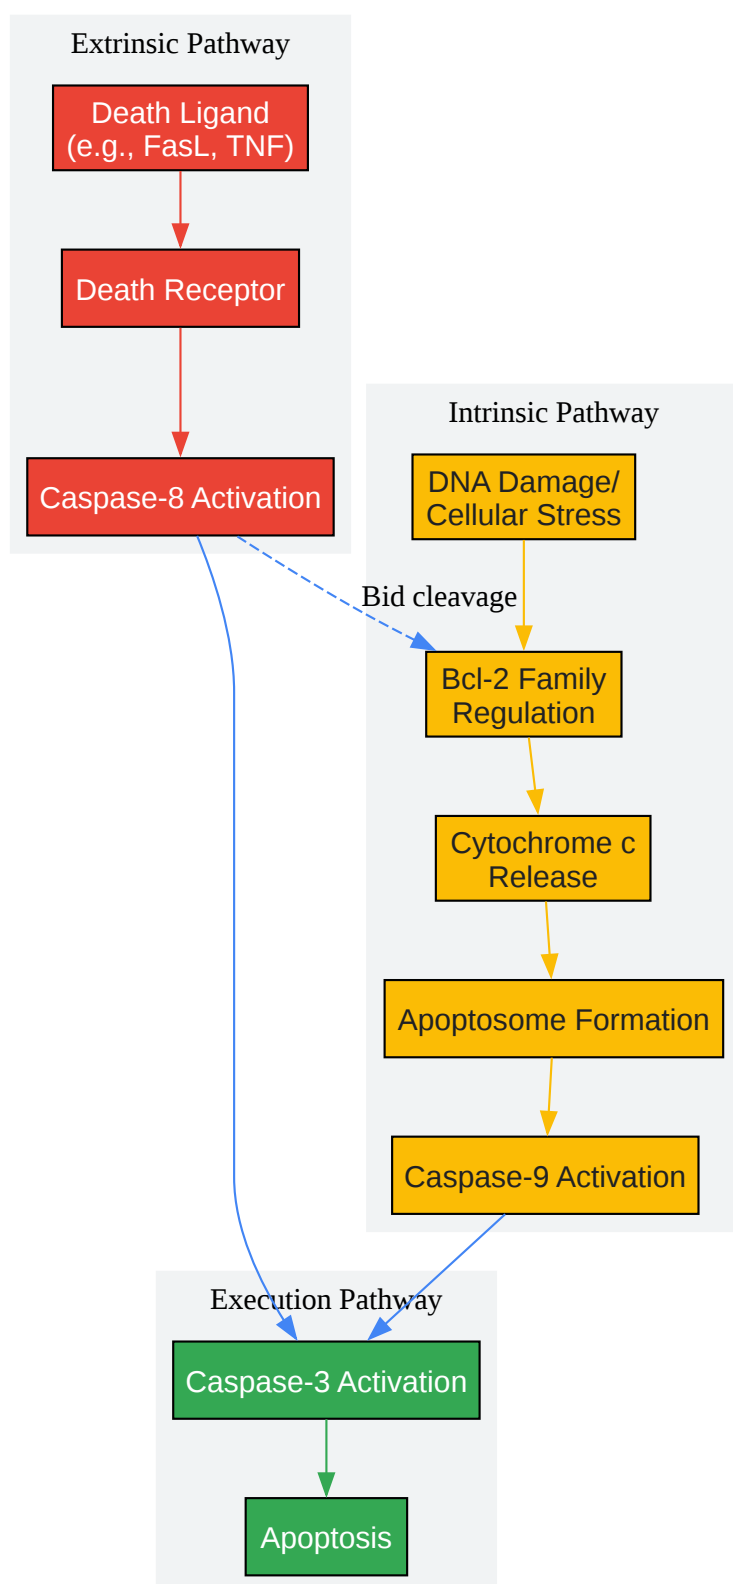 Extrinsic Pathway
Death Ligand
(e.g., FasL, TNF)
Death Receptor
Caspase-8 Activation
Intrinsic Pathway
DNA Damage/
Cellular Stress
Bid cleavage
Bcl-2 Family
Regulation
Cytochrome c
Release
Apoptosome Formation
Caspase-9 Activation
Execution Pathway
Caspase-3 Activation
Apoptosis